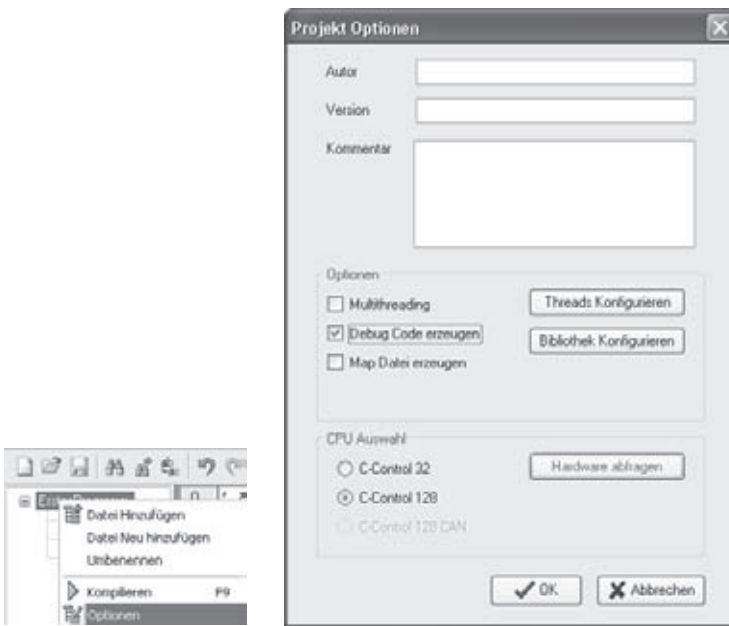 Projekt Optionen
Autor
Version
Kommentar
Optionen
Multithreading
Threads Konfigurieren
Debug Code erzeugen
Bibliothek Konfigurieren
Map Datei erzeugen
CPU Auswahl
C-Control 32
Hardware abfragen
C-Control 128
C-Control 128 CAN
OK
Abbrechen
Datei Hinzufügen
Datei Neu hinzufügen
Umbenennen
Kompilieren F9
Optionen